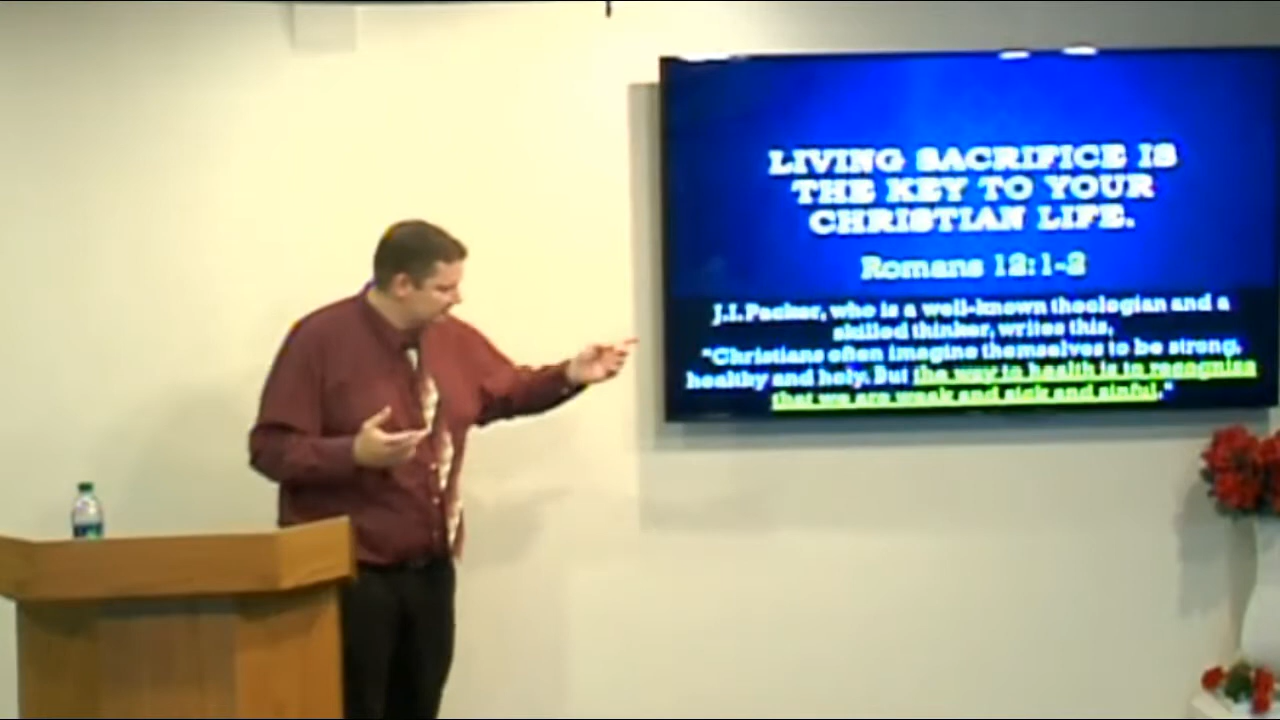 LIVING SACRIFICE IS
THE KEY TO YOUR
CHRISTIAN LIFE.
Romans 12:1-2
J.I. Packer, who is a well-known theologian and a
skilled thinker, writes this,
"Christians often imagine themselves to be strong,
healthy and holy. But the way to health is to recognize
that we are weak and sick and sinful."